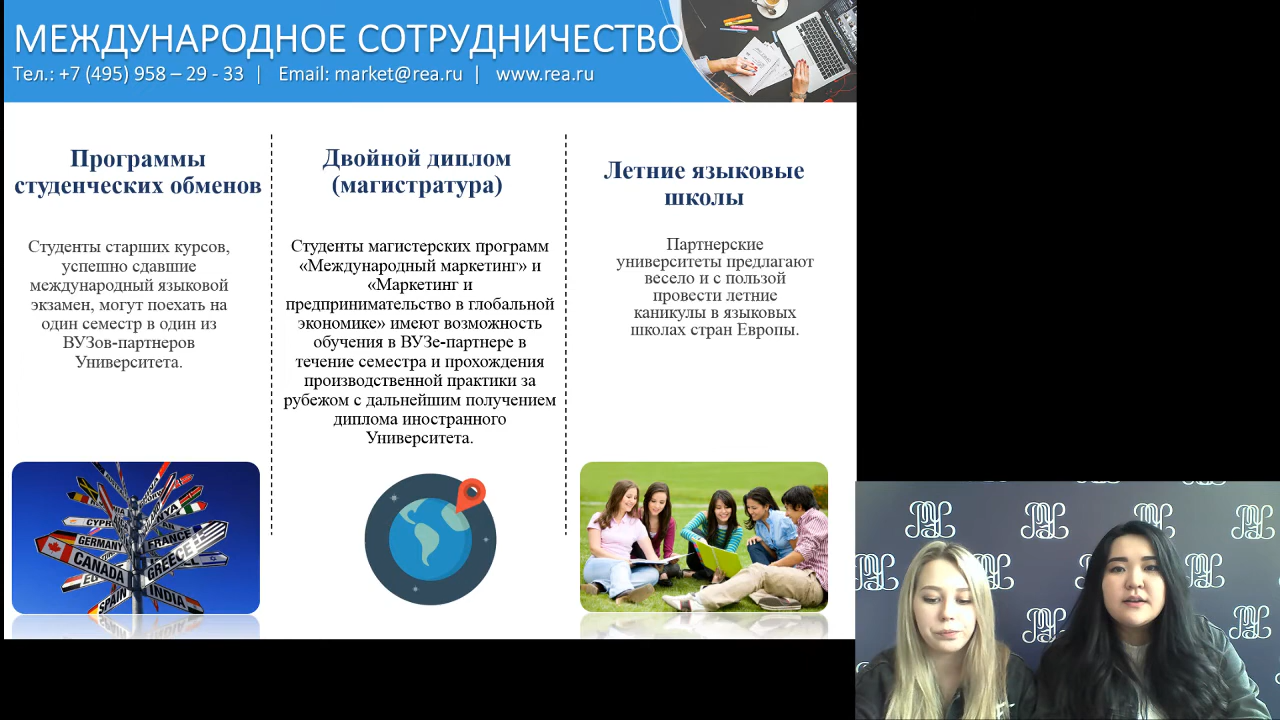 МЕЖДУНАРОДНОЕ СОТРУДНИЧЕСТВО
Тел.: +7 (495) 958 – 29 - 33 | Email: market@rea.ru | www.rea.ru
Программы
студенческих обменов
Студенты старших курсов,
успешно сдавшие
международный языковой
экзамен, могут поехать на
один семестр в один из
ВУЗов-партнеров
Университета.
Двойной диплом
(магистратура)
Студенты магистерских программ
«Международный маркетинг» и
«Маркетинг и
предпринимательство в глобальной
экономике» имеют возможность
обучения в ВУЗе-партнере в
течение семестра и прохождения
производственной практики за
рубежом с дальнейшим получением
диплома иностранного
Университета.
Летние языковые
школы
Партнерские
университеты предлагают
весело и с пользой
провести летние
каникулы в языковых
школах стран Европы.
GERMANY
FRANCE
CANADA
GREECE
SPAIN
INDIA